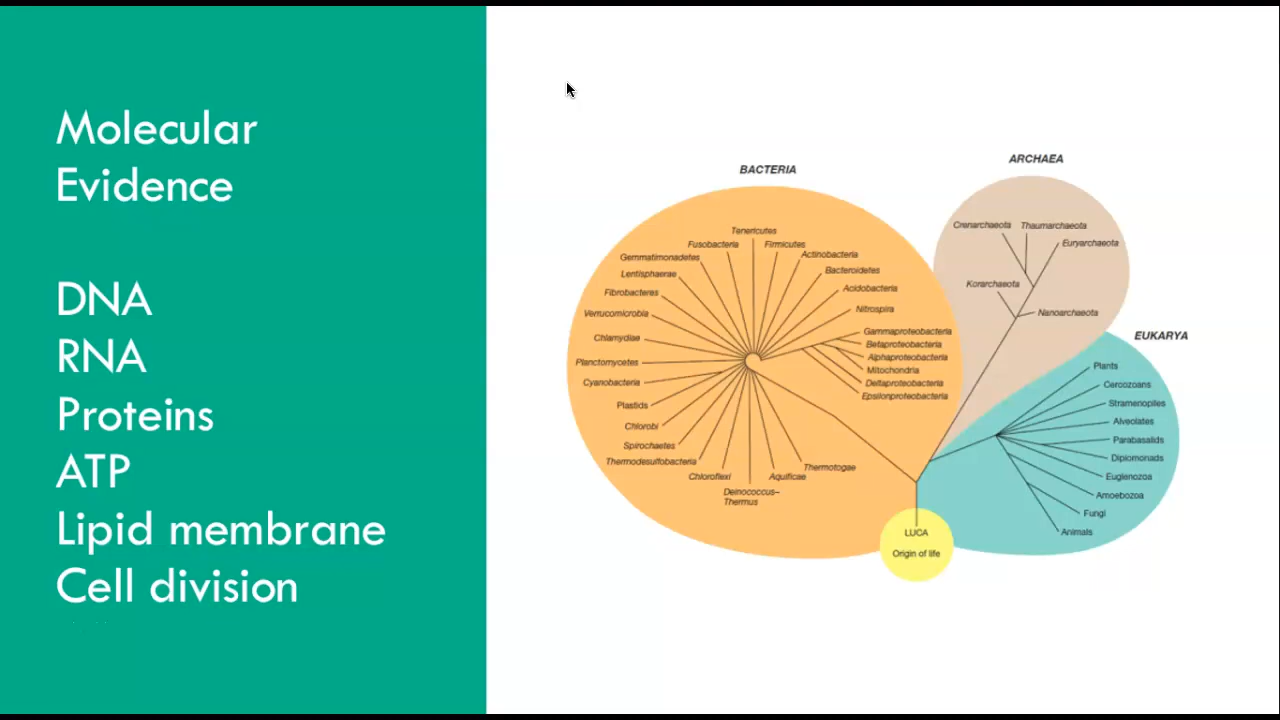 Molecular
Evidence
DNA
RNA
Proteins
ATP
Lipid membrane
Cell division
BACTERIA
Tenericutes
Fusobacteria
Firmicutes
Gemmatimonadetes
Actinobacteria
Lentisphaerae
Bacteroidetes
Fibrobacteres
Acidobacteria
Verrucomicrobia
Nitrospira
Chlamydiae
Gammaproteobacteria
Betaproteobacteria
Planctomycetes
Alphaproteobacteria
Mitochondria
Cyanobacteria
Deltaproteobacteria
Epsilonproteobacteria
Plastids
Chlorobi
Spirochaetes
Thermodesulfobacteria
Thermotogae
Chloroflexi
Aquificae
Deinococcus–
Thermus
ARCHAEA
Crenarchaeota
Thaumarchaeota
Euryarchaeota
Korarchaeota
Nanoarchaeota
EUKARYA
Plants
Cercozoans
Stramenopiles
Alveolates
Parabasalids
Diplomonads
Euglenozoa
Amoebozoa
Fungi
Animals
LUCA
Origin of life